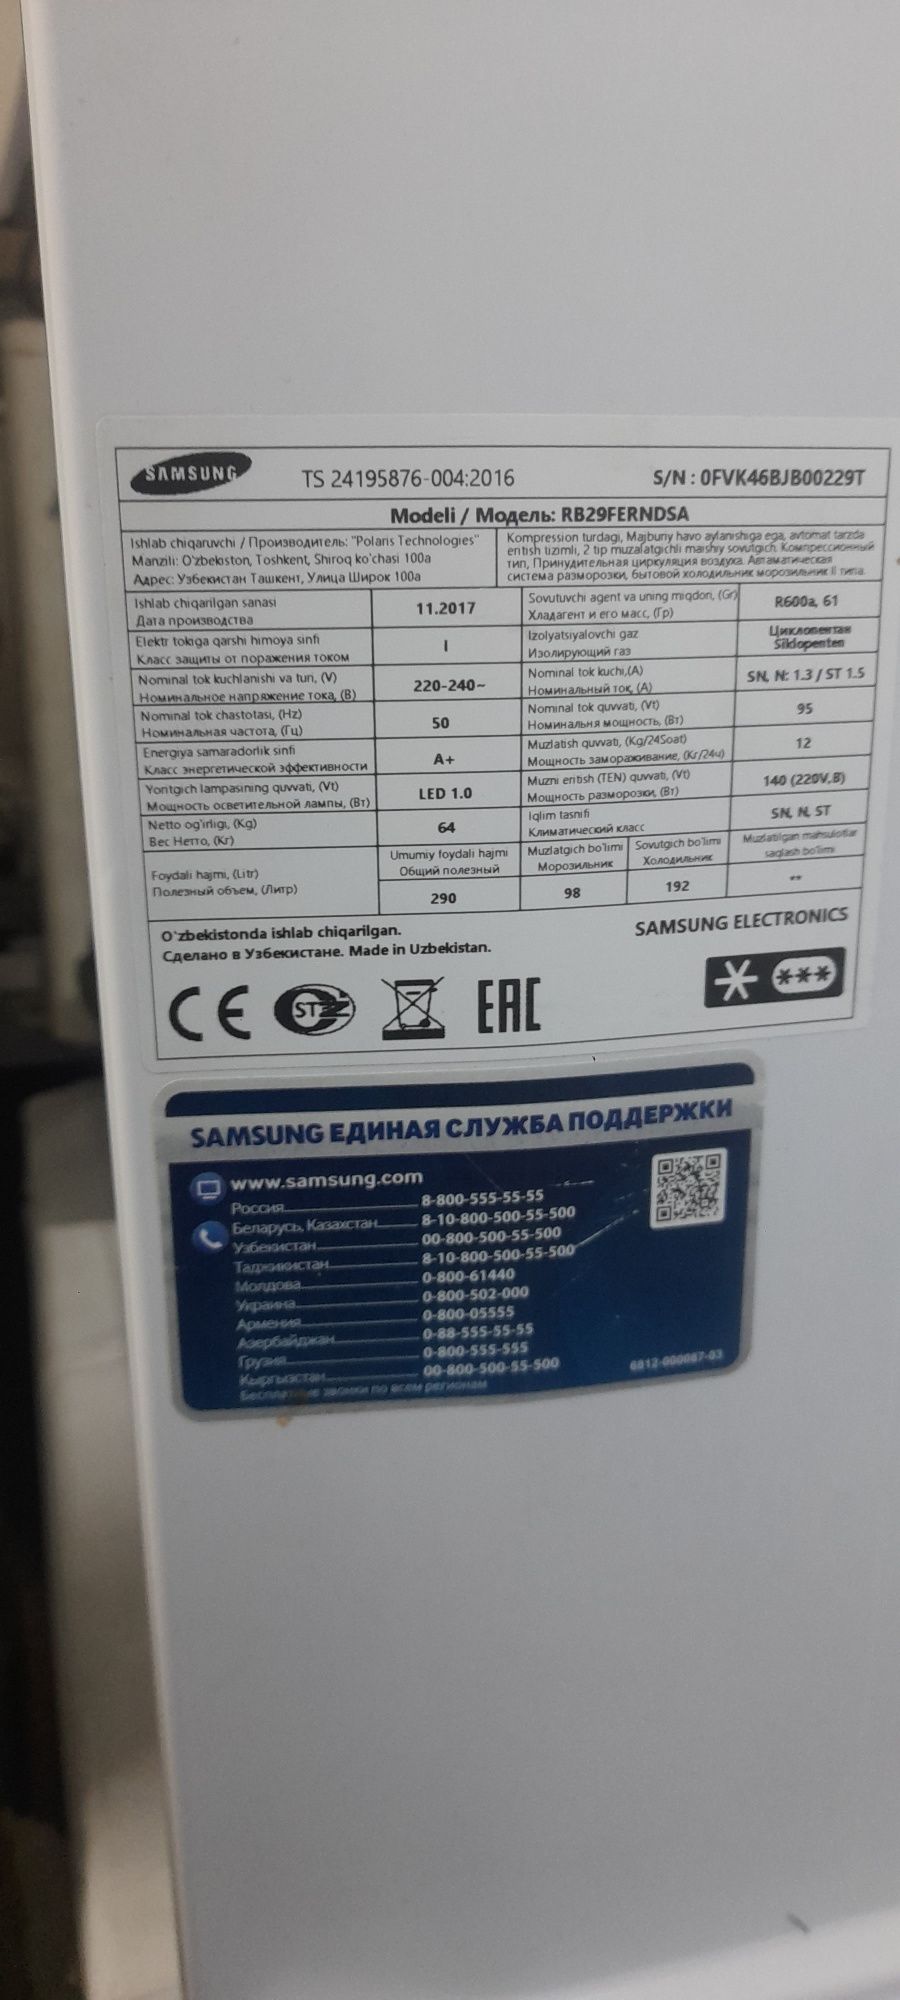 SAMSUNG TS 24195876-004:2016 S/N : 0FVK46BJB00229T
Modeli / Модель: RB29FERNDSA
Ishlab chiqaruvchi / Производитель: "Polaris Technologies"
Manzili: O'zbekiston, Toshkent, Shiroq ko'chasi 100a
Адрес: Узбекистан Ташкент, Улица Широк 100а
Kompression turdagi, Majburiy havo aylanishiga ega, avtomat tarzda
eritish tizimli, 2 tip muzalatgichli maishiy sovutgich. Компрессионный
тип, Принудительная циркуляция воздуха. Автаматическая
система разморозки, бытовой холодильник морозильник II типа.
Ishlab chiqarilgan sanasi
Дата производства
11.2017
Sovutuvchi agent va uning miqdori, (Gr)
Хладагент и его масс, (Гр)
R600a, 61
Elektr tokiga qarshi himoya sinfi
Класс защиты от поражения током
I
Izolyatsiyalovchi gaz
Изолирующий газ
Циклопентан
Siklopenten
Nominal tok kuchlanishi va turi, (V)
Номинальное напряжение тока, (В)
220-240~
Nominal tok kuchi,(A)
Номинальный ток, (А)
SN, N: 1.3 / ST 1.5
Nominal tok chastotasi, (Hz)
Номинальная частота, (Гц)
50
Nominal tok quvvati, (Vt)
Номинальня мощность, (Вт)
95
Energiya samaradorlik sinfi
Класс энергетической эффективности
A+
Muzlatish quvvati, (Kg/24Soat)
Мощность замораживание, (Кг/24ч)
12
Yoritgich lampasining quvvati, (Vt)
Мощность осветительной лампы, (Вт)
LED 1.0
Muzni eritish (TEN) quvvati, (Vt)
Мощность разморозки, (Вт)
140 (220V,B)
Netto og'irligi, (Kg)
Вес Нетто, (Кг)
64
Iqlim tasnifi
Климатический класс
SN, N, ST
Foydali hajmi, (Litr)
Полезный объем, (Литр)
Umumiy foydali hajmi
Общий полезный
Muzlatgich bo'limi
Морозильник
Sovutgich bo'limi
Холодильник
Muzlatilgan mahsulotlar
saqlash bo'limi
290 98 192 **
O'zbekistonda ishlab chiqarilgan.
Сделано в Узбекистане. Made in Uzbekistan.
SAMSUNG ELECTRONICS
CE EAC
SAMSUNG ЕДИНАЯ СЛУЖБА ПОДДЕРЖКИ
www.samsung.com
Россия 8-800-555-55-55
Беларусь, Казахстан 8-10-800-500-55-500
Узбекистан 00-800-500-55-500
Таджикистан 8-10-800-500-55-500
Молдова 0-800-61440
Украина 0-800-502-000
Армения 0-800-05555
Азербайджан 0-88-555-55-55
Грузия 0-800-555-555
Кыргызстан 00-800-500-55-500
Бесплатные звонки по всем регионам
6812-000087-03